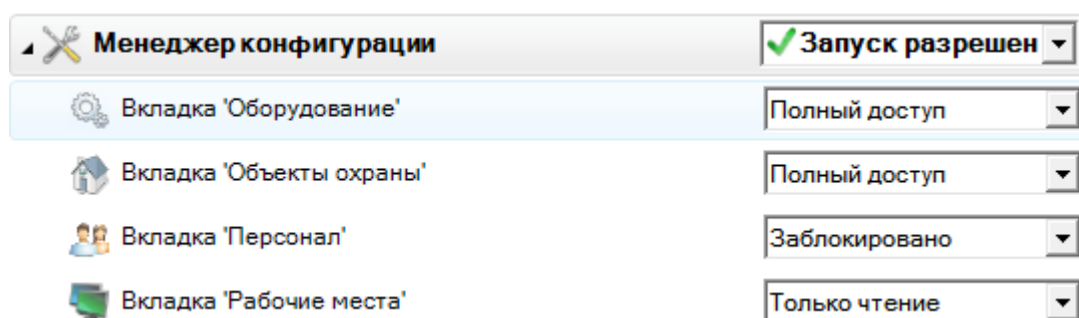 Менеджер конфигурации Запуск разрешен
Вкладка 'Оборудование' Полный доступ
Вкладка 'Объекты охраны' Полный доступ
Вкладка 'Персонал' Заблокировано
Вкладка 'Рабочие места' Только чтение